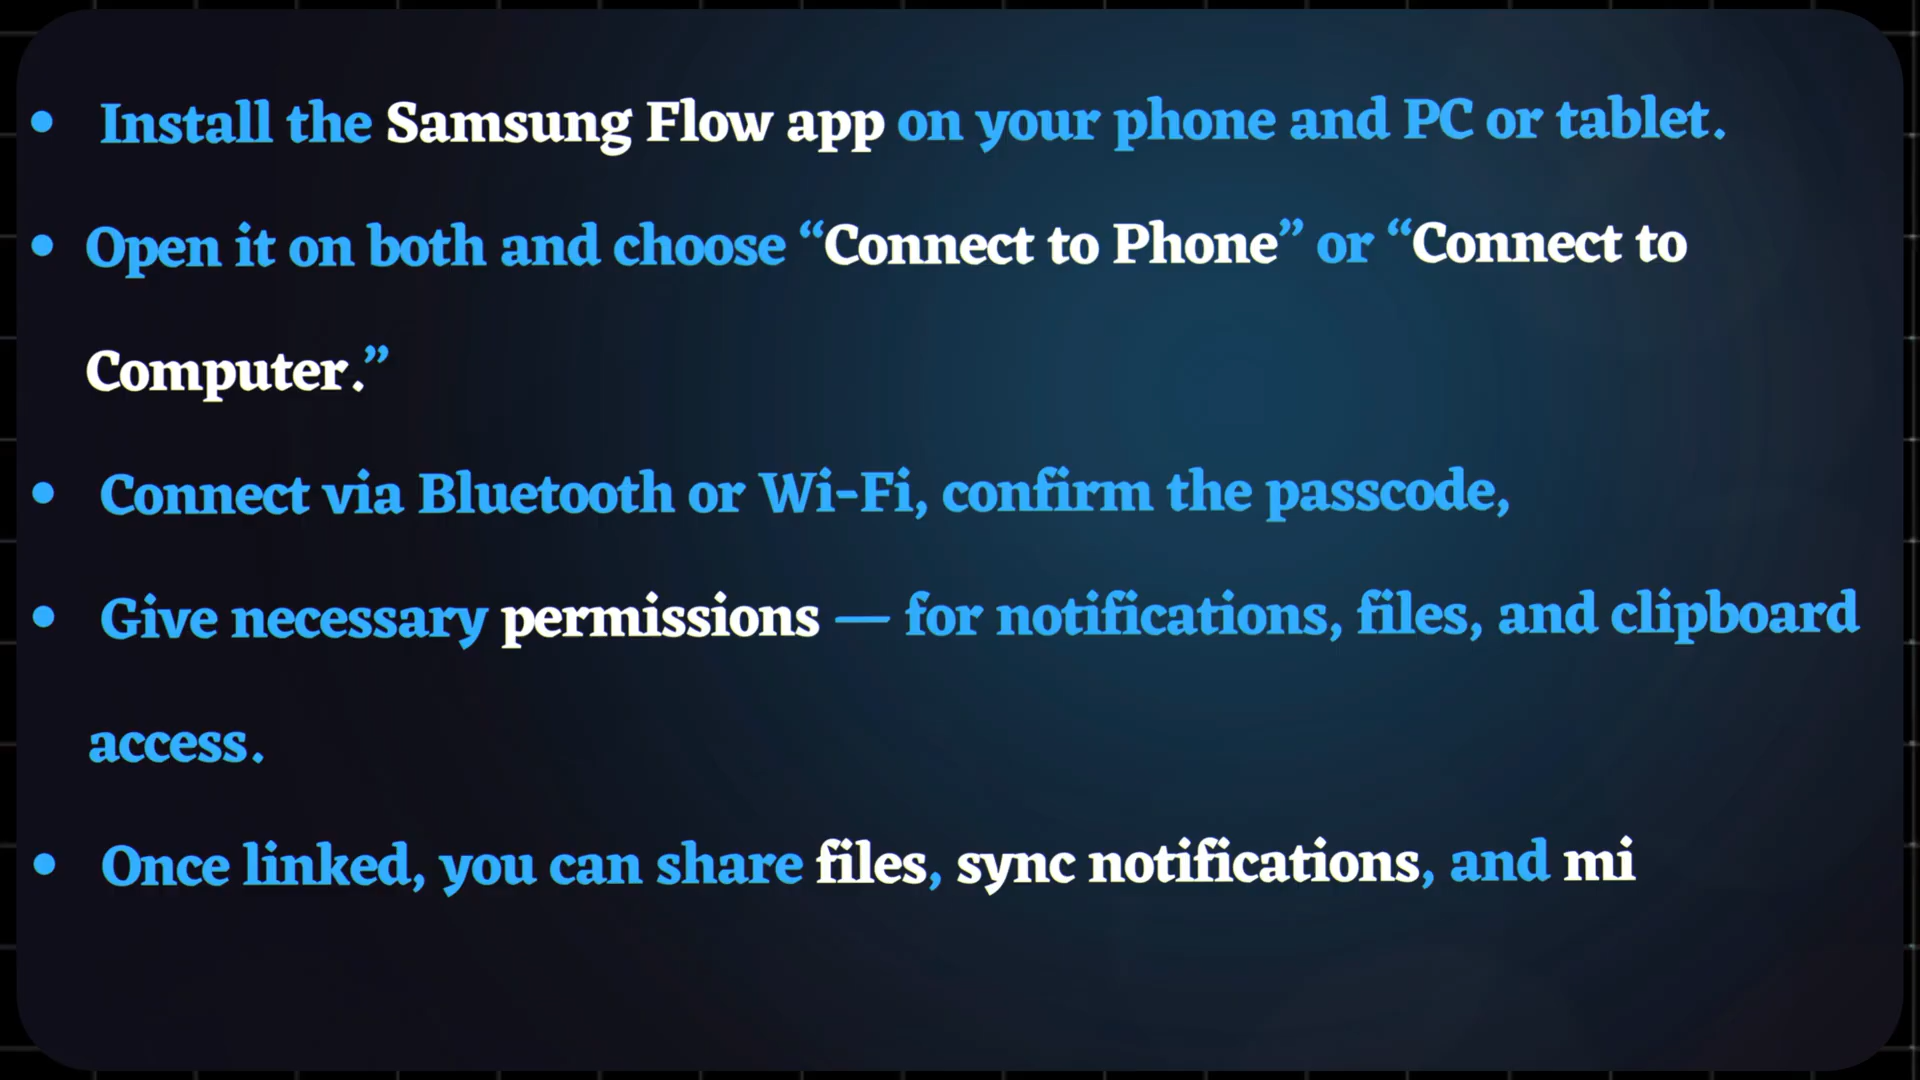 • Install the Samsung Flow app on your phone and PC or tablet.
• Open it on both and choose “Connect to Phone” or “Connect to
Computer.”
• Connect via Bluetooth or Wi-Fi, confirm the passcode,
• Give necessary permissions — for notifications, files, and clipboard
access.
• Once linked, you can share files, sync notifications, and mi